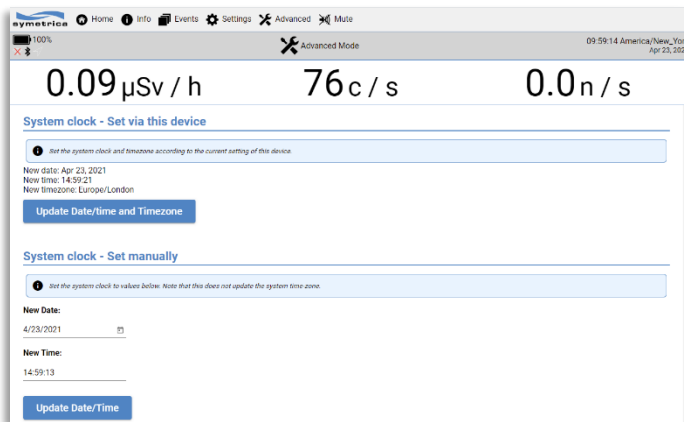 symetrica Home Info Events Settings Advanced Mute
100% Advanced Mode 09:59:14 America/New_Yor
Apr 23, 202
0.09 µSv / h 76 c / s 0.0 n / s
System clock - Set via this device
Set the system clock and timezone according to the current setting of this device.
New date: Apr 23, 2021
New time: 14:59:21
New timezone: Europe/London
Update Date/time and Timezone
System clock - Set manually
Set the system clock to values below. Note that this does not update the system time-zone.
New Date:
4/23/2021
New Time:
14:59:13
Update Date/Time